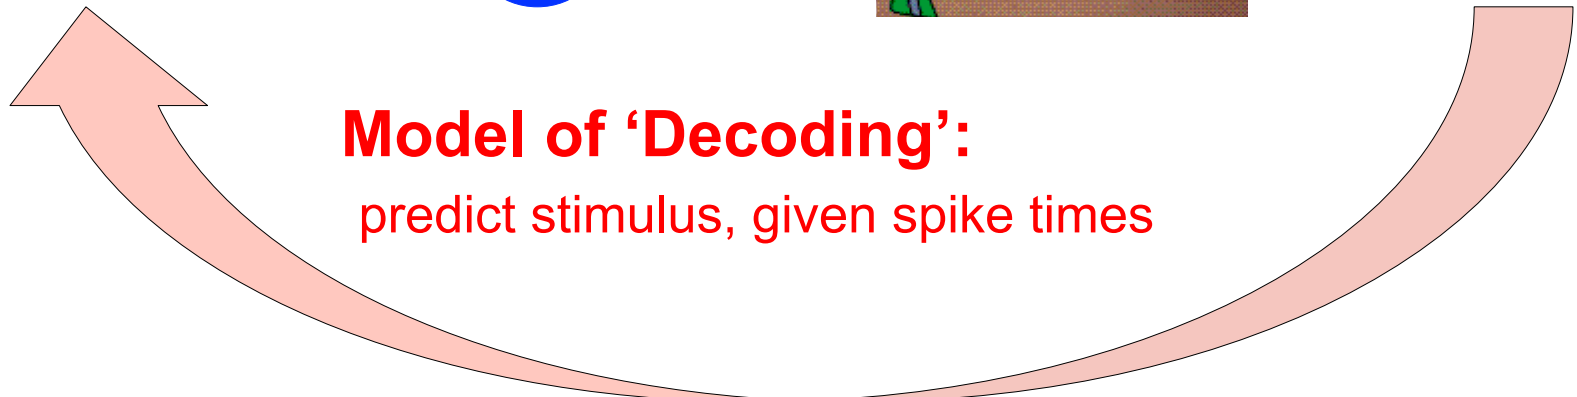 Model of ‘Decoding’:
predict stimulus, given spike times